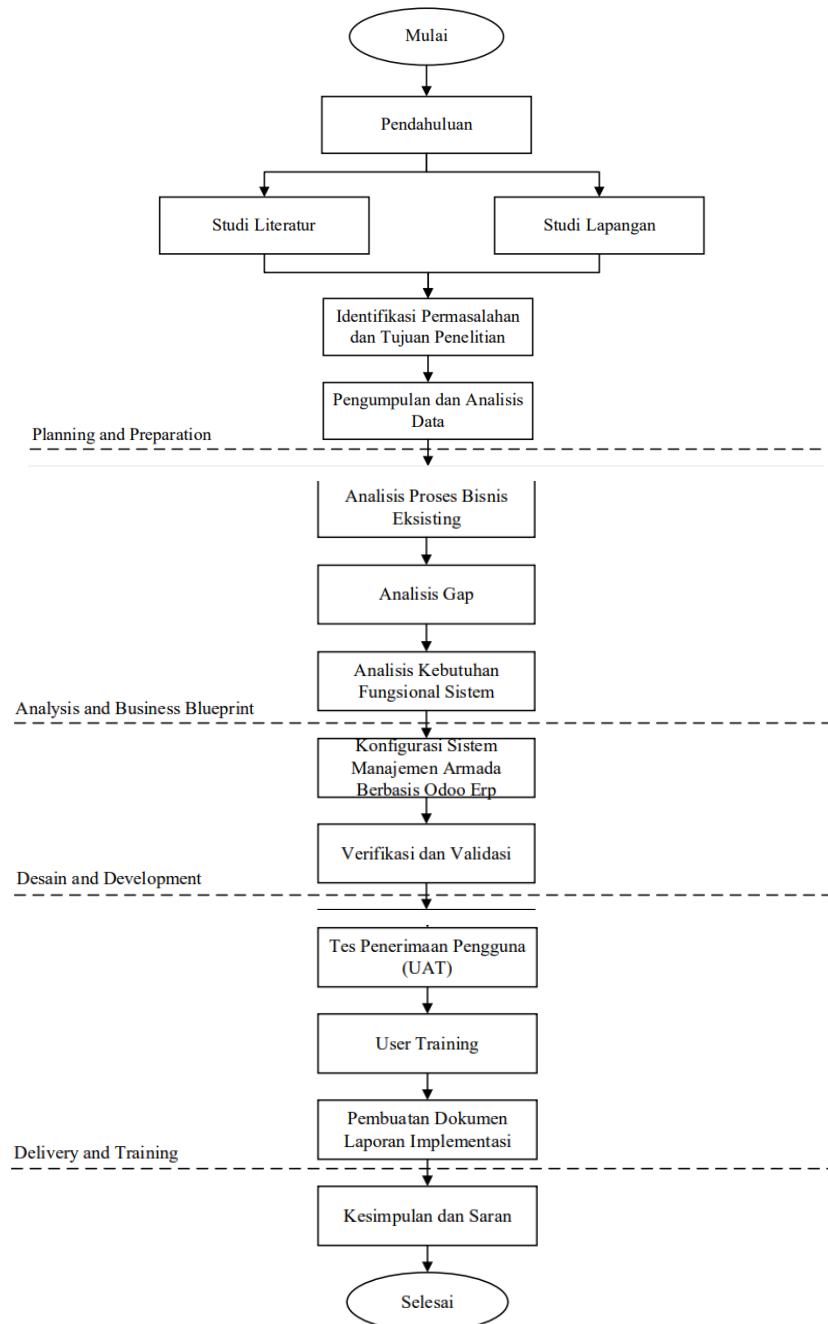 Mulai
Pendahuluan
Studi Literatur
Studi Lapangan
Identifikasi Permasalahan
dan Tujuan Penelitian
Pengumpulan dan Analisis
Data
Planning and Preparation
Analisis Proses Bisnis
Eksisting
Analisis Gap
Analisis Kebutuhan
Fungsional Sistem
Analysis and Business Blueprint
Konfigurasi Sistem
Manajemen Armada
Berbasis Odoo Erp
Verifikasi dan Validasi
Desain and Development
Tes Penerimaan Pengguna
(UAT)
User Training
Pembuatan Dokumen
Laporan Implementasi
Delivery and Training
Kesimpulan dan Saran
Selesai